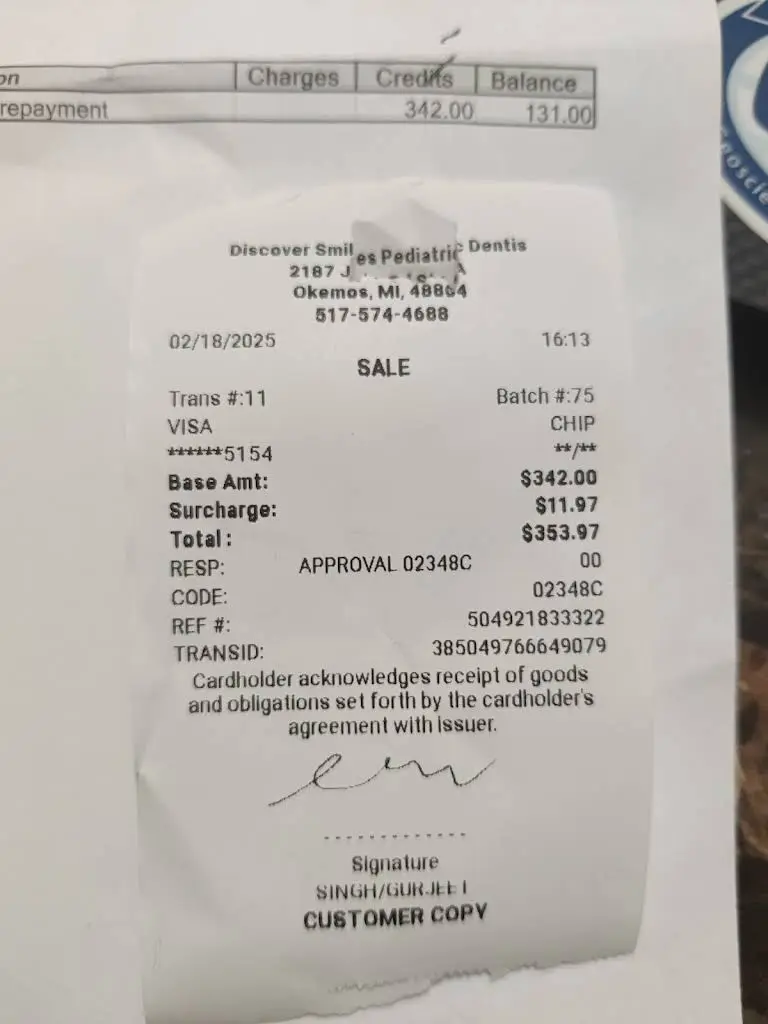 on Charges Credits Balance
repayment 342.00 131.00
Discover Smiles Pediatric Dentis
2187 J
Okemos, MI, 48864
517-574-4688
02/18/2025 16:13
SALE
Trans #:11 Batch #:75
VISA CHIP
******5154 **/**
Base Amt: $342.00
Surcharge: $11.97
Total: $353.97
RESP: APPROVAL 02348C 00
CODE: 02348C
REF #: 504921833322
TRANSID: 385049766649079
Cardholder acknowledges receipt of goods
and obligations set forth by the cardholder's
agreement with issuer.
Signature
SINGH/GURJEET
CUSTOMER COPY